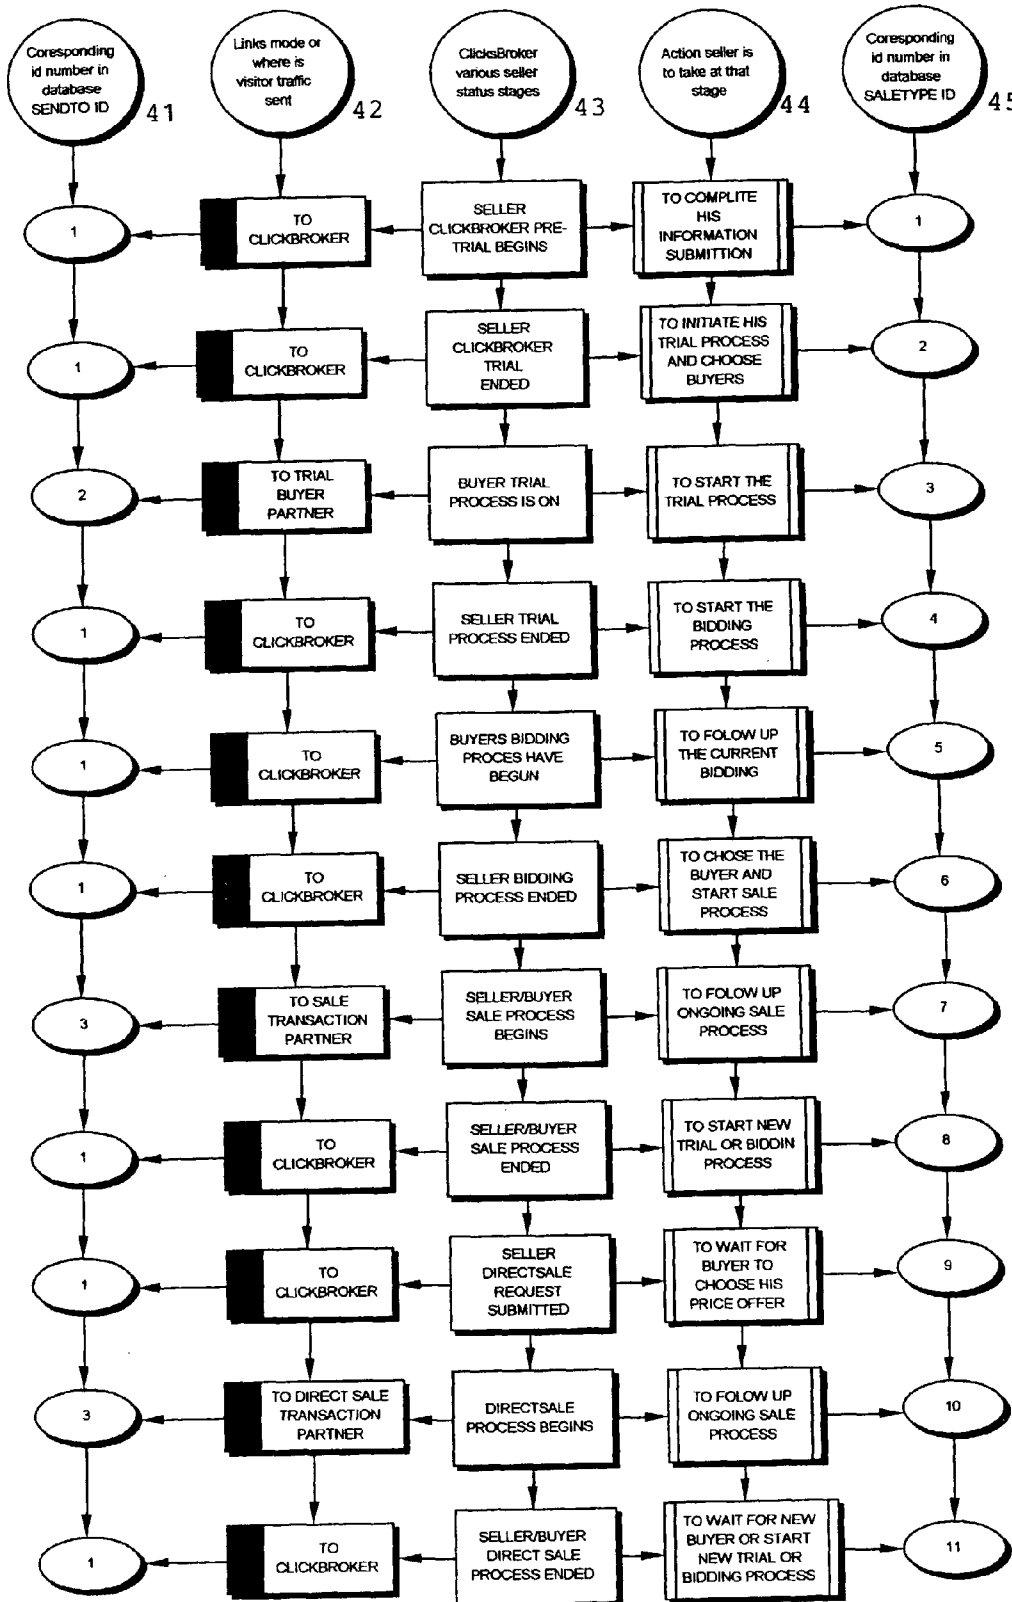 Coresponding
id number in
database
SENDTO ID
41
Links mode or
where is
visitor traffic
sent
42
ClicksBroker
various seller
status stages
43
Action seller is
to take at that
stage
44
Coresponding
id number in
database
SALETYPE ID
45
1
TO
CLICKBROKER
SELLER
CLICKBROKER PRE-
TRIAL BEGINS
TO COMPLITE
HIS
INFORMATION
SUBMITTION
1
1
TO
CLICKBROKER
SELLER
CLICKBROKER
TRIAL
ENDED
TO INITIATE HIS
TRIAL PROCESS
AND CHOOSE
BUYERS
2
2
TO TRIAL
BUYER
PARTNER
BUYER TRIAL
PROCESS IS ON
TO START THE
TRIAL PROCESS
3
1
TO
CLICKBROKER
SELLER TRIAL
PROCESS ENDED
TO START THE
BIDDING
PROCESS
4
1
TO
CLICKBROKER
BUYERS BIDDING
PROCES HAVE
BEGUN
TO FOLOW UP
THE CURRENT
BIDDING
5
1
TO
CLICKBROKER
SELLER BIDDING
PROCESS ENDED
TO CHOSE THE
BUYER AND
START SALE
PROCESS
6
3
TO SALE
TRANSACTION
PARTNER
SELLER/BUYER
SALE PROCESS
BEGINS
TO FOLOW UP
ONGOING SALE
PROCESS
7
1
TO
CLICKBROKER
SELLER/BUYER
SALE PROCESS
ENDED
TO START NEW
TRIAL OR BIDDIN
PROCESS
8
1
TO
CLICKBROKER
SELLER
DIRECTSALE
REQUEST
SUBMITTED
TO WAIT FOR
BUYER TO
CHOOSE HIS
PRICE OFFER
9
3
TO DIRECT SALE
TRANSACTION
PARTNER
DIRECTSALE
PROCESS BEGINS
TO FOLOW UP
ONGOING SALE
PROCESS
10
1
TO
CLICKBROKER
SELLER/BUYER
DIRECT SALE
PROCESS ENDED
TO WAIT FOR NEW
BUYER OR START
NEW TRIAL OR
BIDDING PROCESS
11